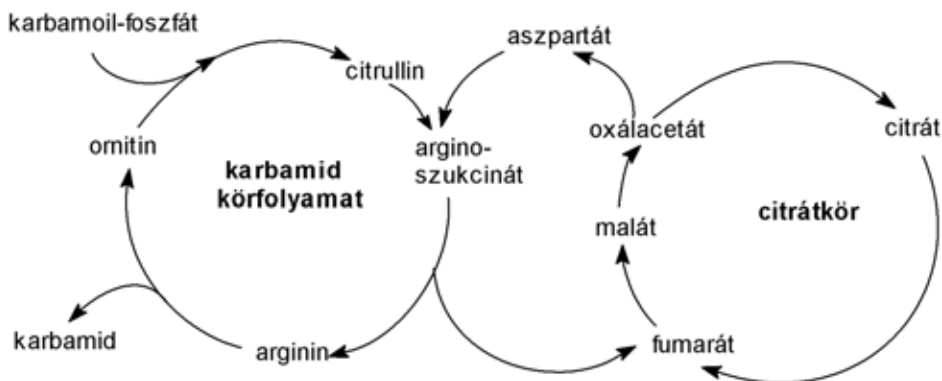 karbamoil-foszfát
aszpartát
citrullin
ornitin
argino-
szukcinát
oxálacetát
citrát
karbamid
körfolyamat
malát
citrátkör
karbamid
arginin
fumarát